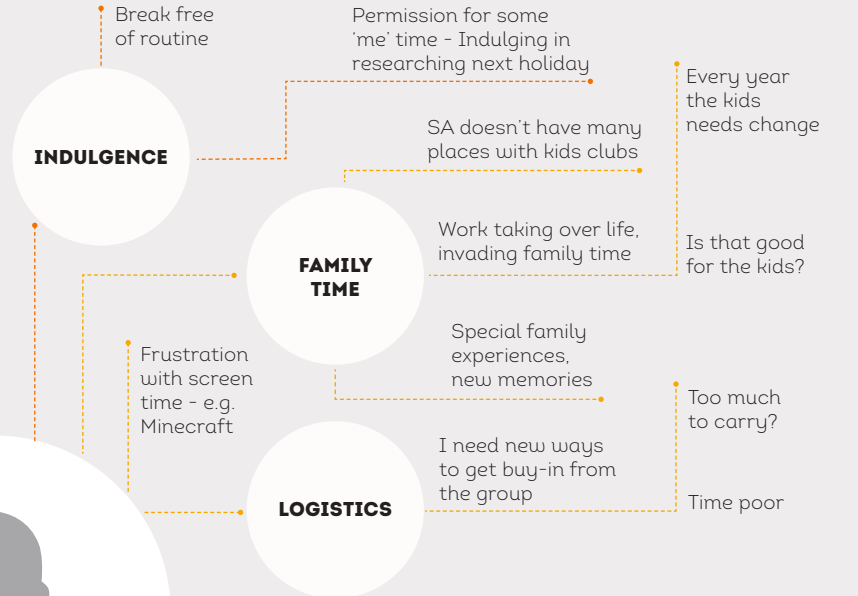 Break free
of routine
Permission for some
'me' time - Indulging in
researching next holiday
INDULGENCE
Every year
the kids
needs change
SA doesn't have many
places with kids clubs
Work taking over life,
invading family time
Is that good
for the kids?
FAMILY
TIME
Special family
experiences,
new memories
Frustration
with screen
time - e.g.
Minecraft
Too much
to carry?
I need new ways
to get buy-in from
the group
Time poor
LOGISTICS